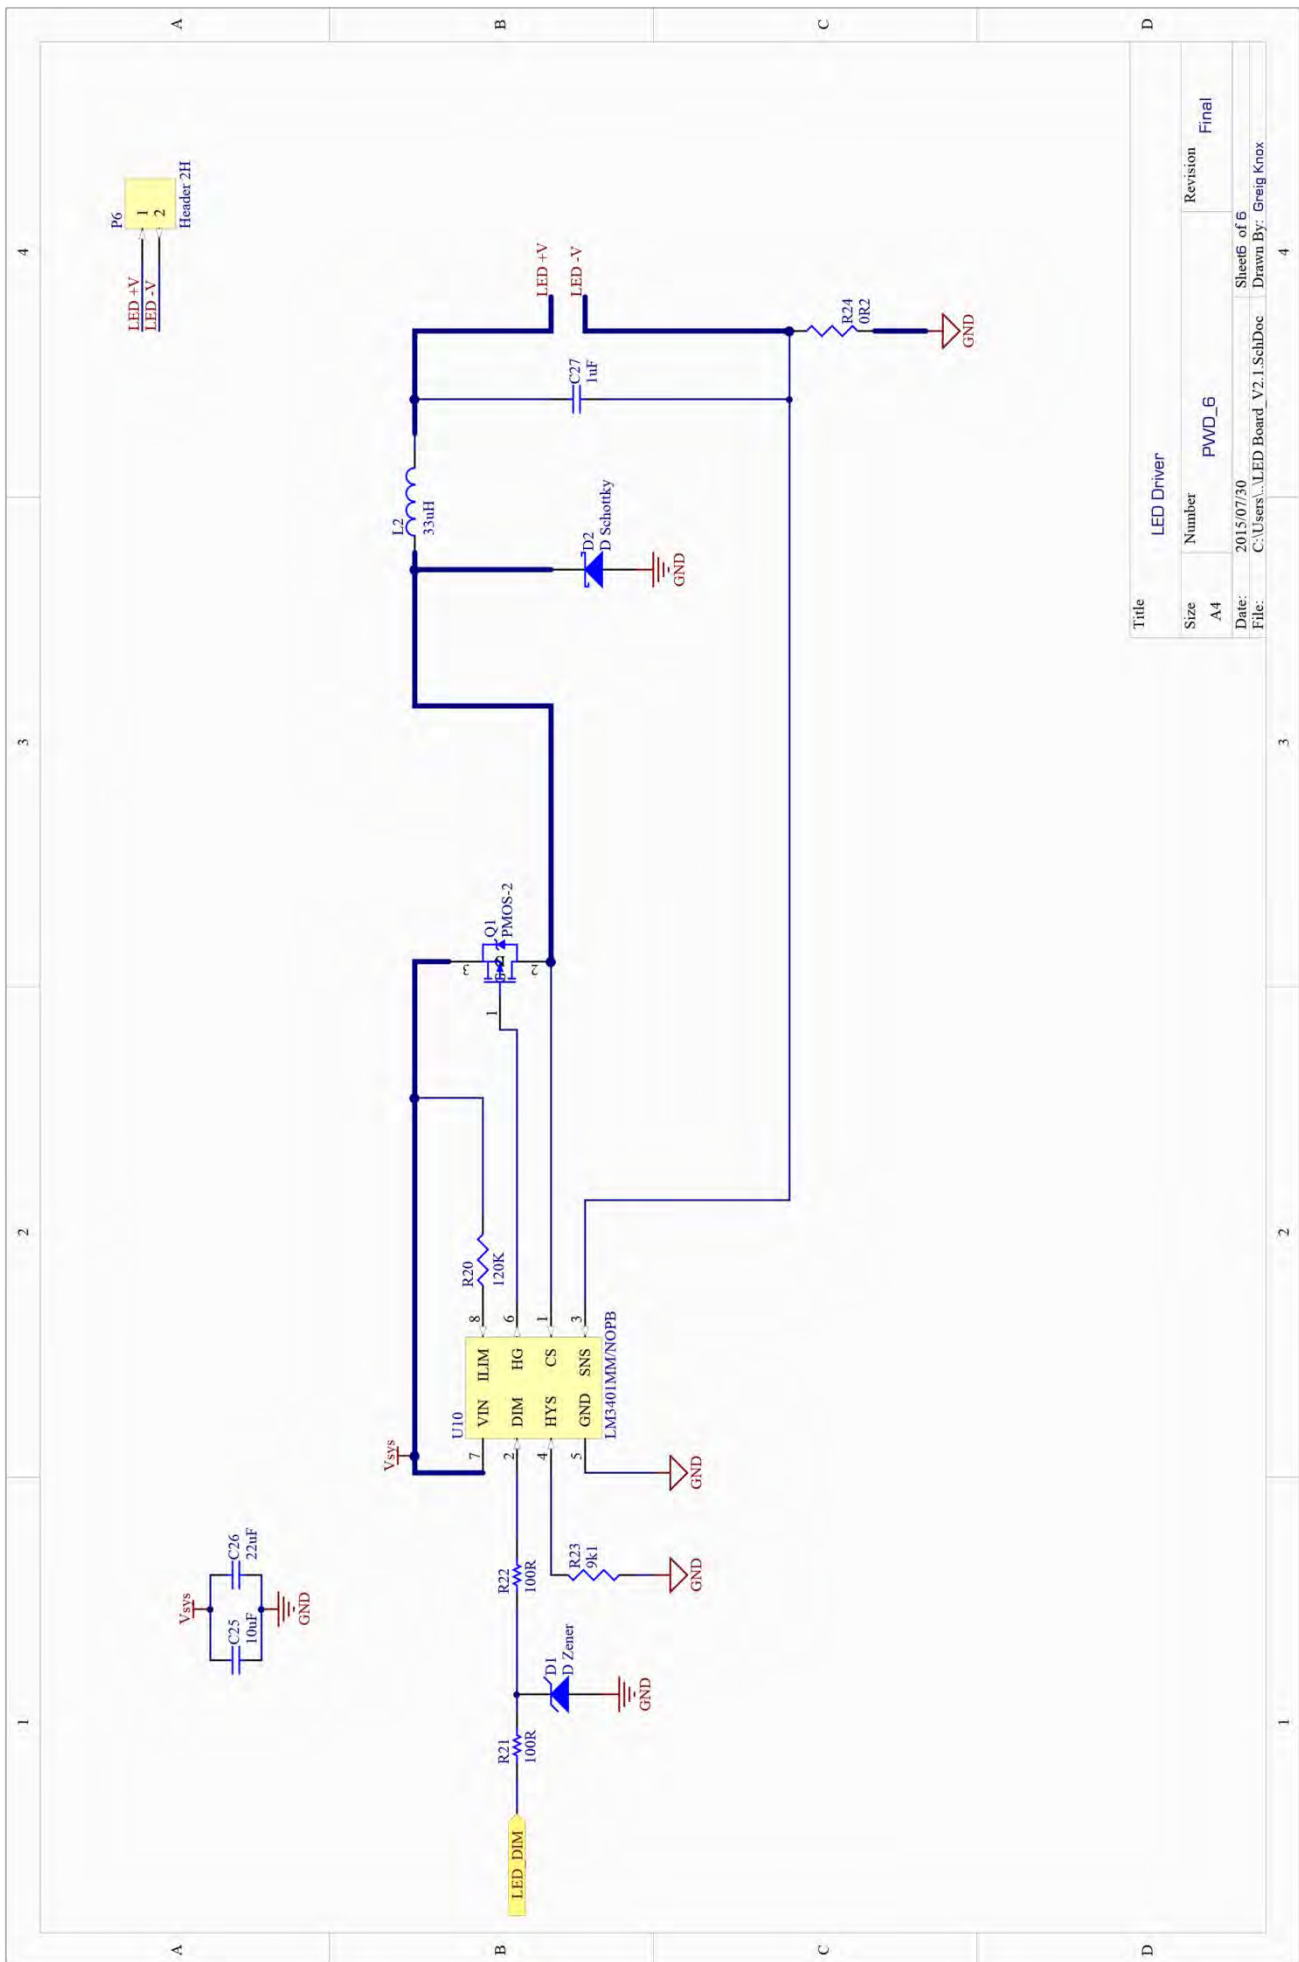 1
2
3
4
A
B
C
D
A
B
C
D
1
2
3
4
Vsys
C25
10uF
C26
22uF
GND
P6
LED +V
LED -V
1
2
Header 2H
LED_DIM
R21
100R
D1
D Zener
GND
R22
100R
R23
9k1
GND
Vsys
U10
7
VIN
ILIM
8
2
DIM
HG
6
4
HYS
CS
1
5
GND
SNS
3
LM3401MM/NOPB
GND
R20
120K
1
3
2
Q1
PMOS-2
L2
33uH
D2
D Schottky
GND
C27
1uF
LED +V
LED -V
R24
0R2
GND
Title
LED Driver
Size
A4
Number
PWD_6
Revision
Final
Date:
2015/07/30
Sheet6 of 6
File:
C:\Users\..\LED Board_V2.1.SchDoc
Drawn By: Greig Knox